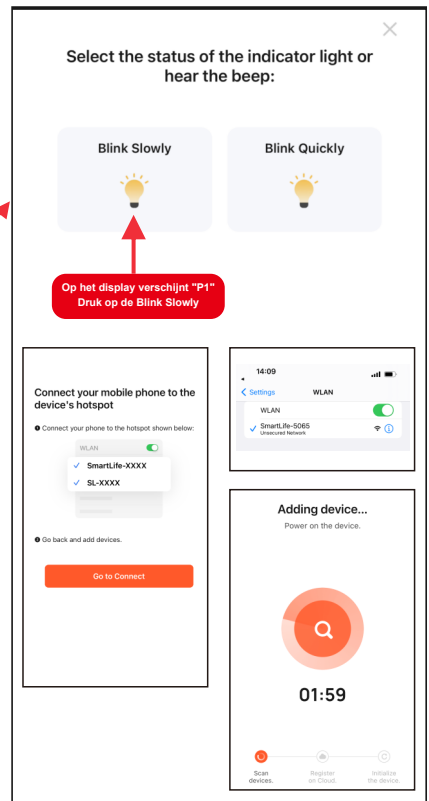 Select the status of the indicator light or
hear the beep:
Blink Slowly
Blink Quickly
Op het display verschijnt "P1"
Druk op de Blink Slowly
Connect your mobile phone to the
device's hotspot
❶ Connect your phone to the hotspot shown below:
WLAN
✓ SmartLife-XXXX
✓ SL-XXXX
❷ Go back and add devices.
Go to Connect
14:09
Settings
WLAN
WLAN
SmartLife-5065
Unsecured Network
Adding device...
Power on the device.
01:59
Scan
devices.
Register
on Cloud.
Initialize
the device.